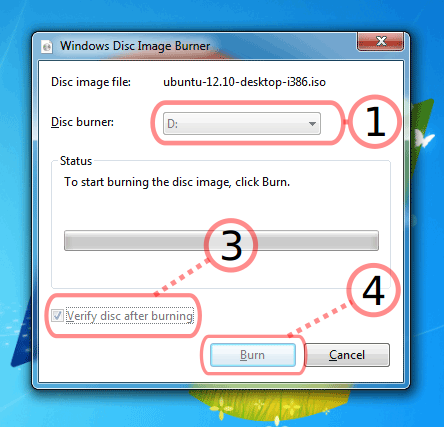 Windows Disc Image Burner
Disc image file: ubuntu-12.10-desktop-i386.iso
Disc burner: D: 1
Status
To start burning the disc image, click Burn.
3
Verify disc after burning
4
Burn Cancel